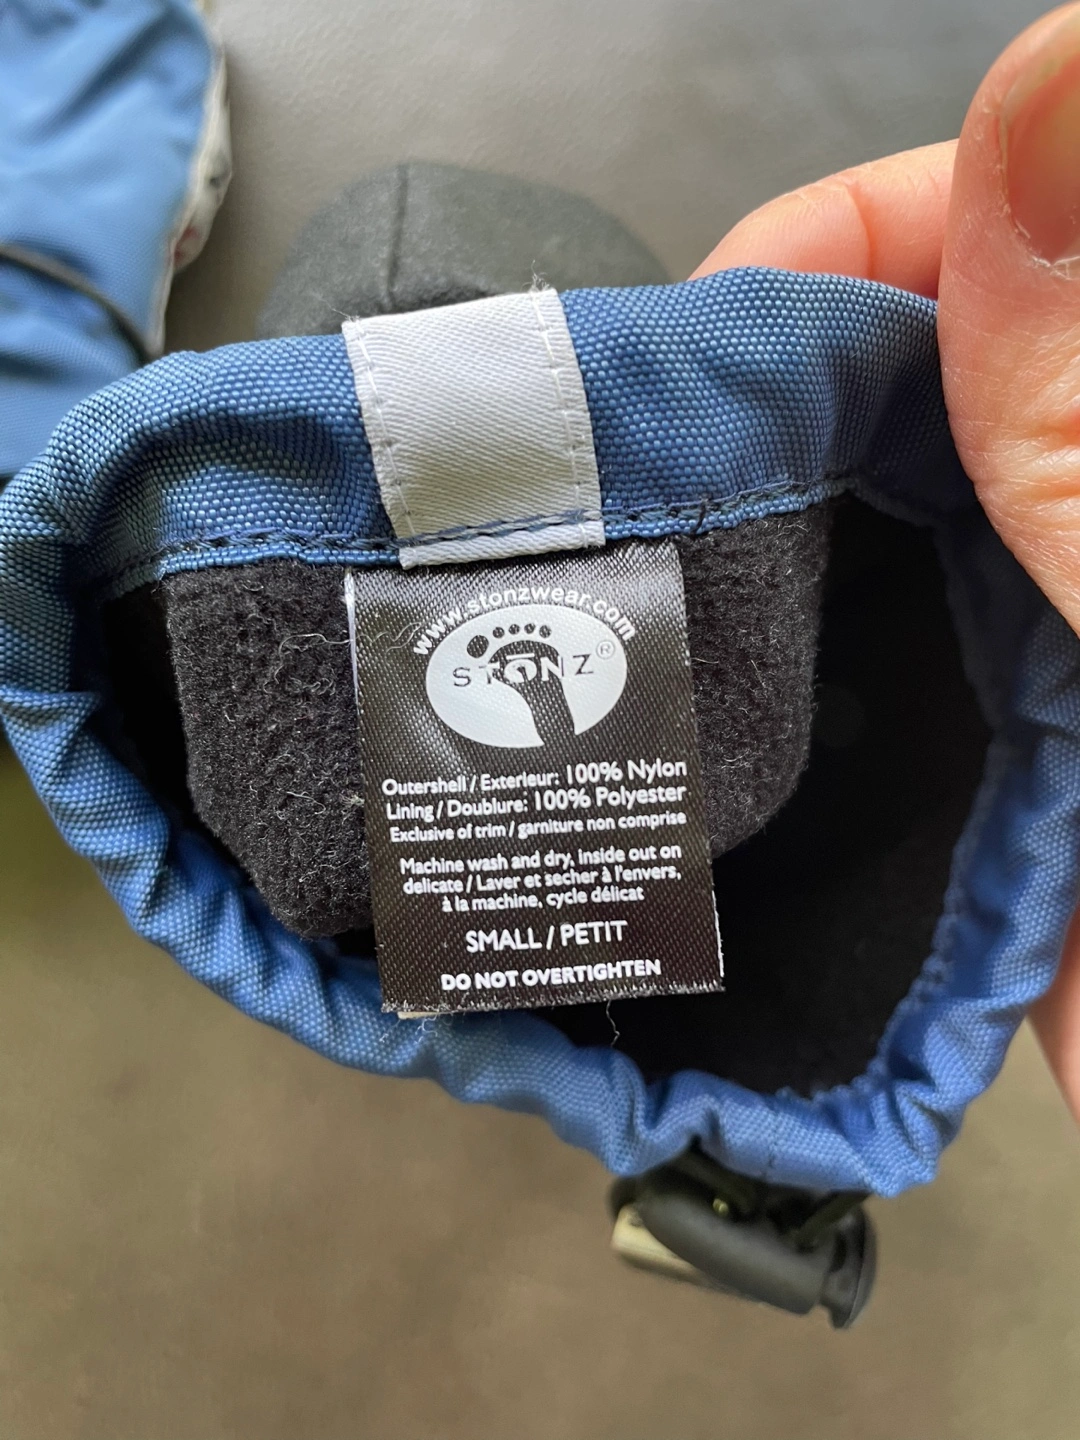 www.stonzwear.com
STŌNZ®
Outershell / Exterieur: 100% Nylon
Lining / Doublure: 100% Polyester
Exclusive of trim / garniture non comprise
Machine wash and dry, inside out on
delicate / Laver et secher à l'envers,
à la machine, cycle délicat
SMALL / PETIT
DO NOT OVERTIGHTEN